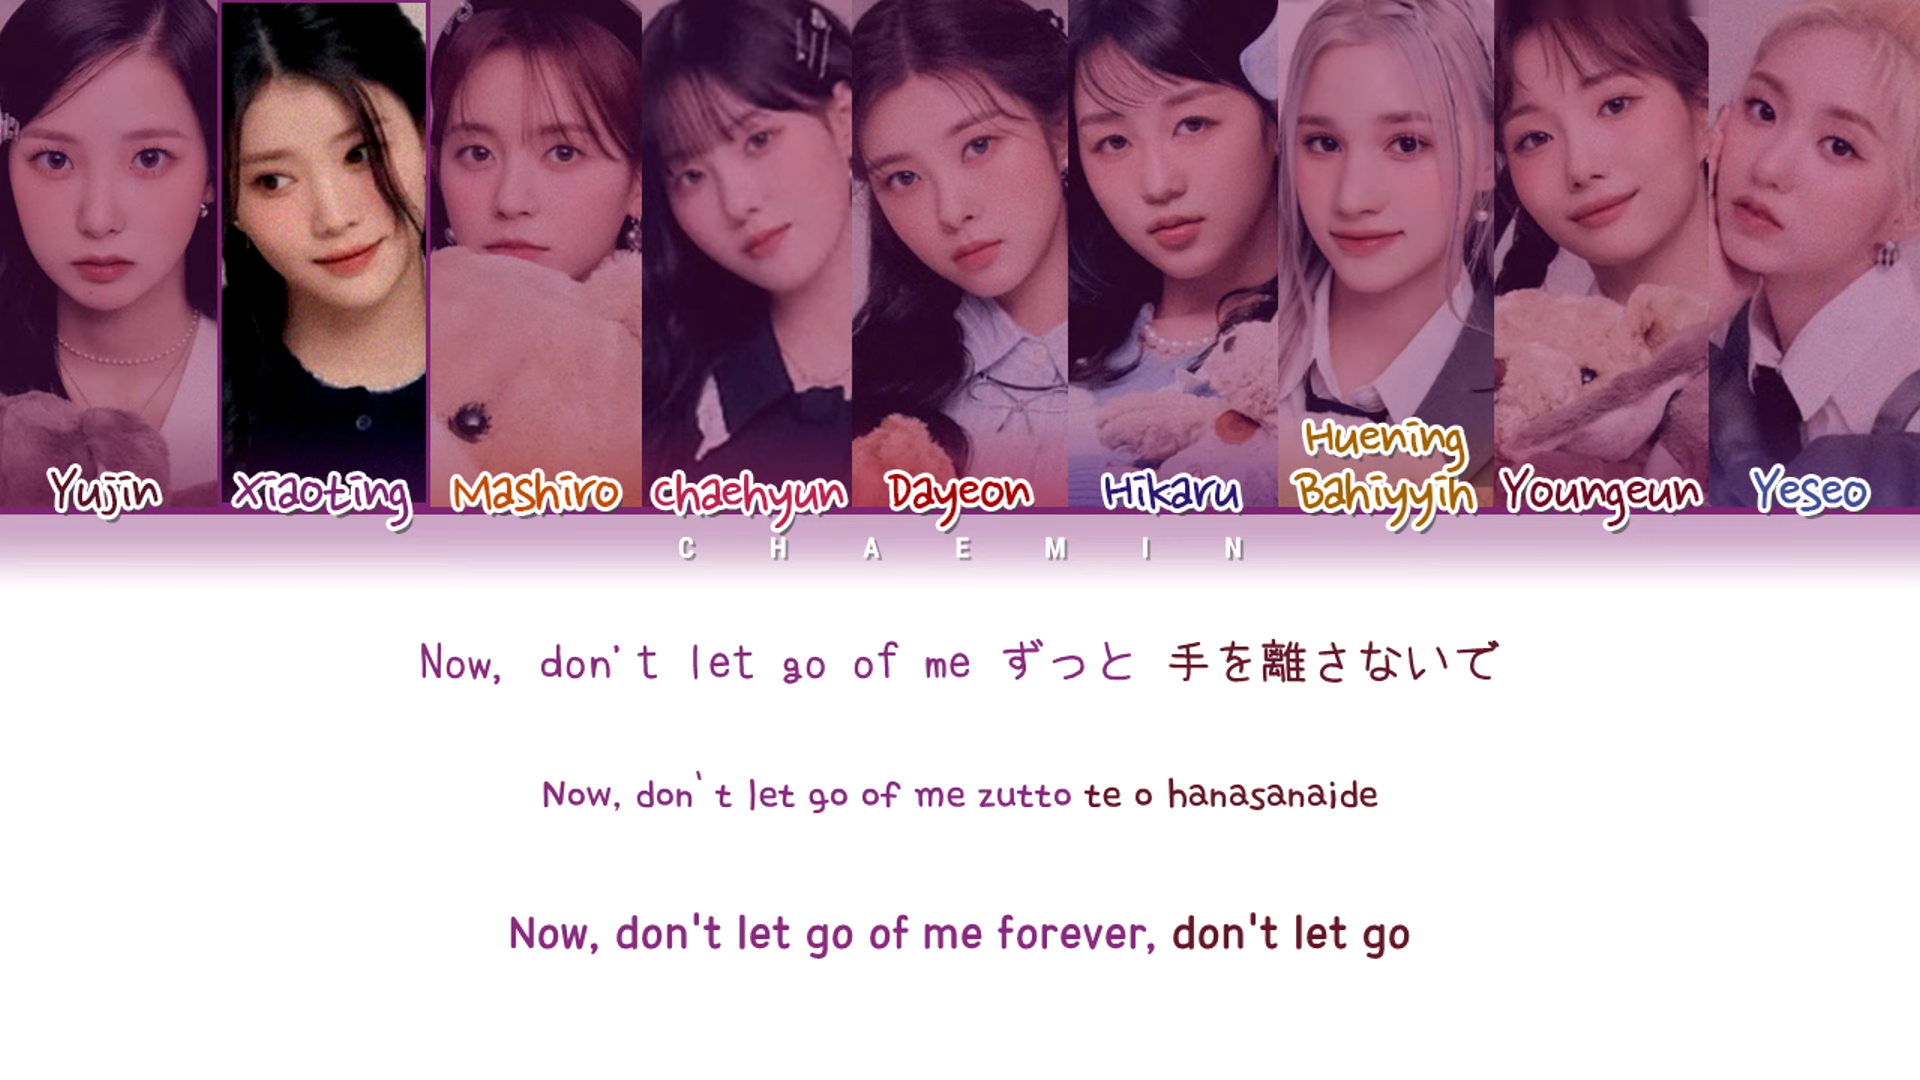 Yujin Xiaoting Mashiro chaehyun Dayeon Hikaru Huening Bahiyyih Youngeun Yeseo
CHAEMIN
Now, don't let go of me ずっと 手を離さないで
Now, don`t let go of me zutto te o hanasanaide
Now, don't let go of me forever, don't let go